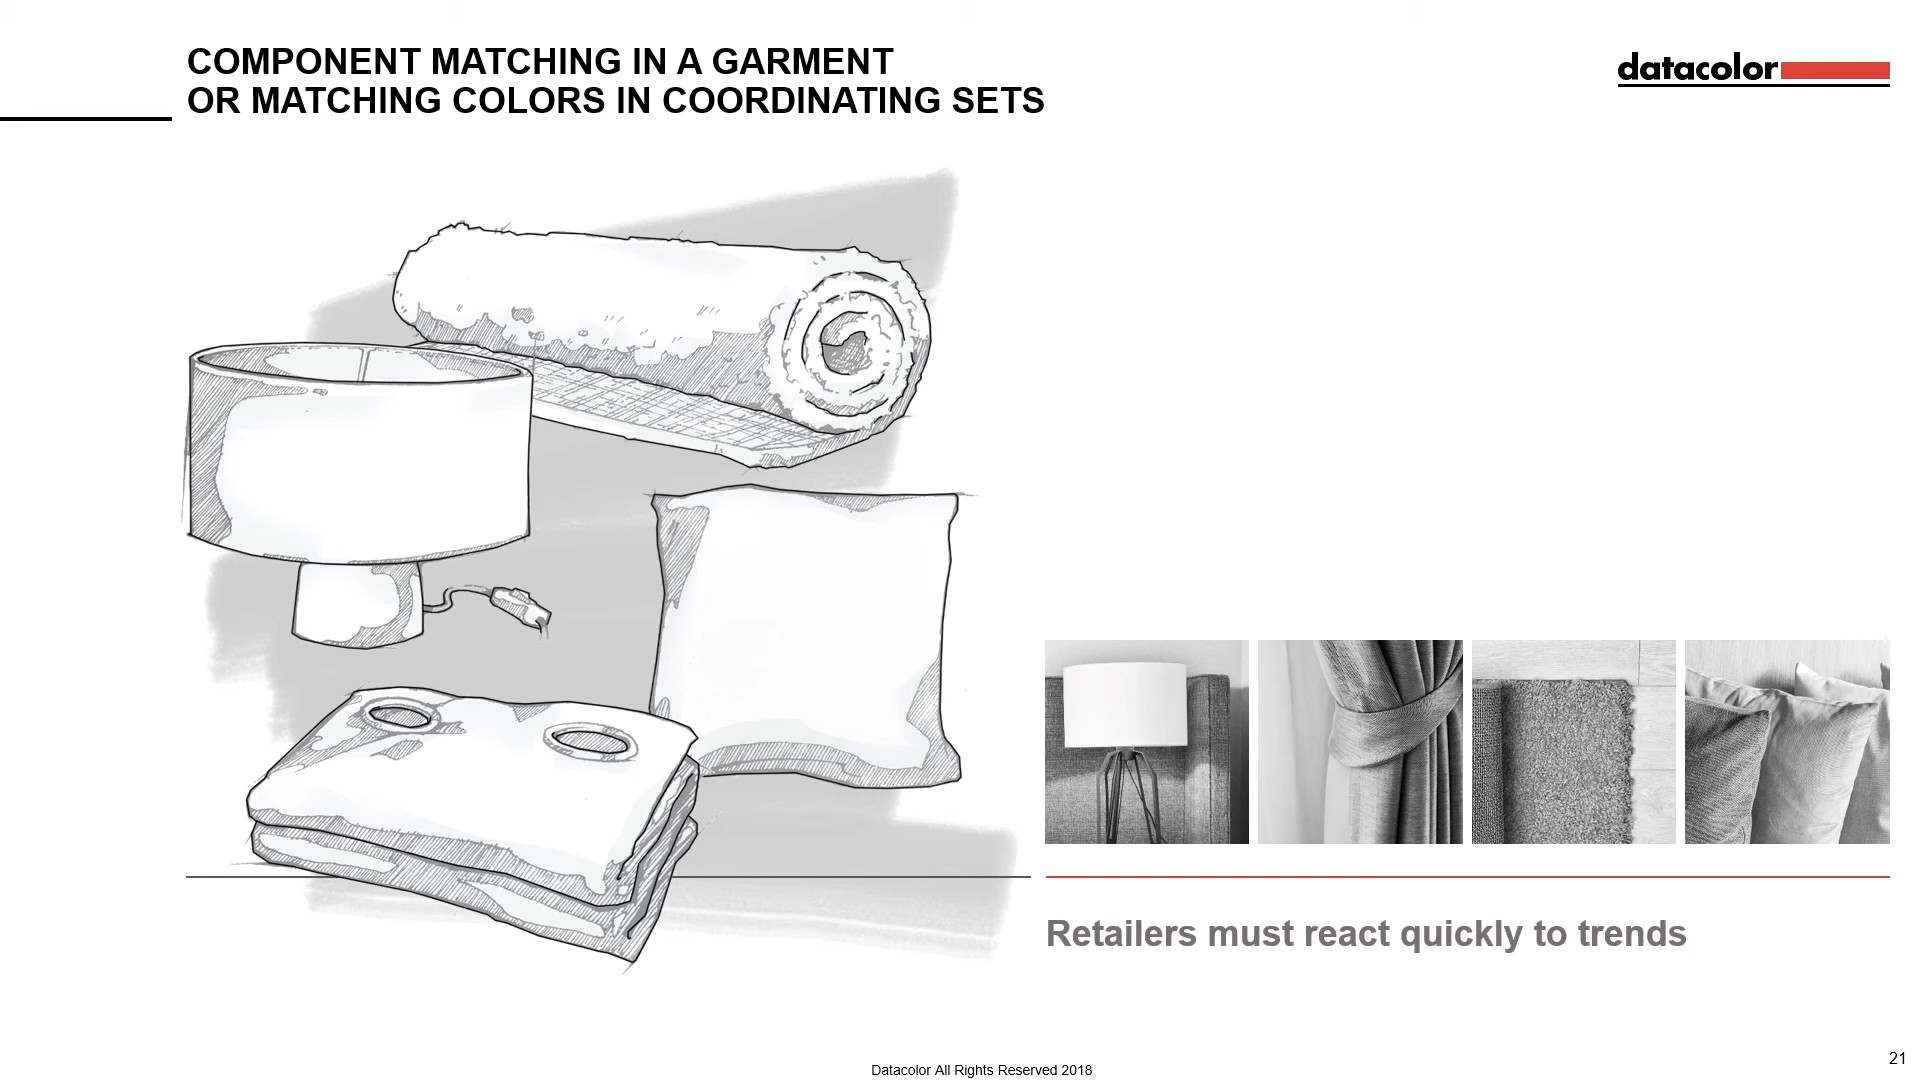 COMPONENT MATCHING IN A GARMENT
OR MATCHING COLORS IN COORDINATING SETS
datacolor
Retailers must react quickly to trends
Datacolor All Rights Reserved 2018
21